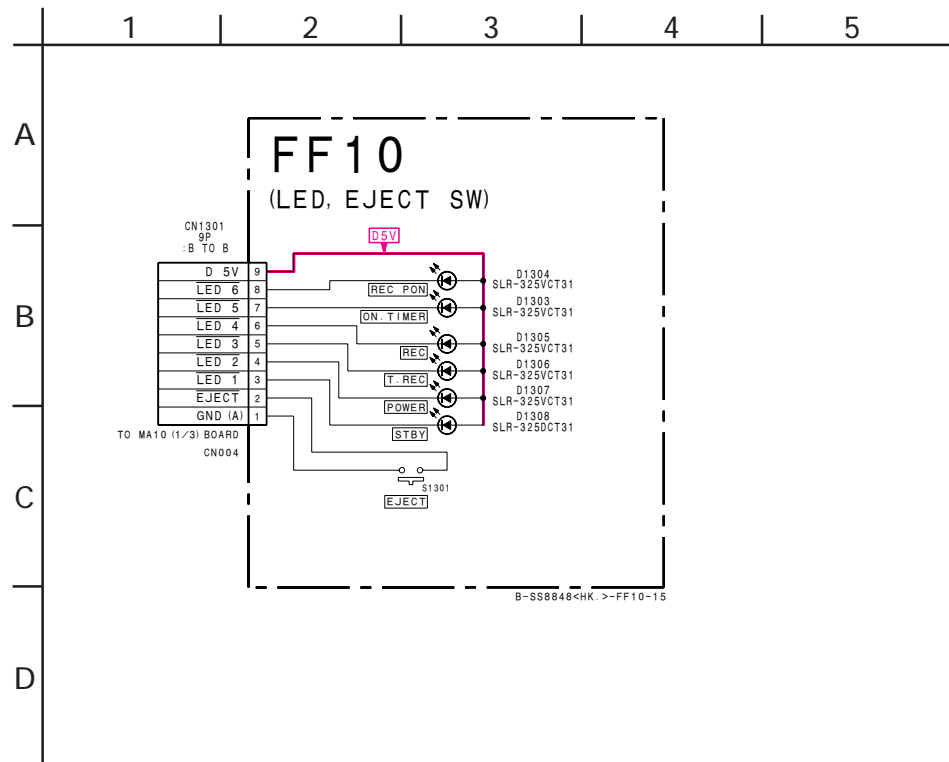 1 2 3 4 5
A
FF10
(LED, EJECT SW)
B
CN1301
9P
:B TO B
D5V
D 5V 9
LED 6 8
LED 5 7
LED 4 6
LED 3 5
LED 2 4
LED 1 3
EJECT 2
GND (A) 1
TO MA10 (1/3) BOARD
CN004
REC PON
D1304
SLR-325VCT31
ON.TIMER
D1303
SLR-325VCT31
REC
D1305
SLR-325VCT31
T.REC
D1306
SLR-325VCT31
POWER
D1307
SLR-325VCT31
STBY
D1308
SLR-325DCT31
C
S1301
EJECT
B-SS8848<HK.>-FF10-15
D